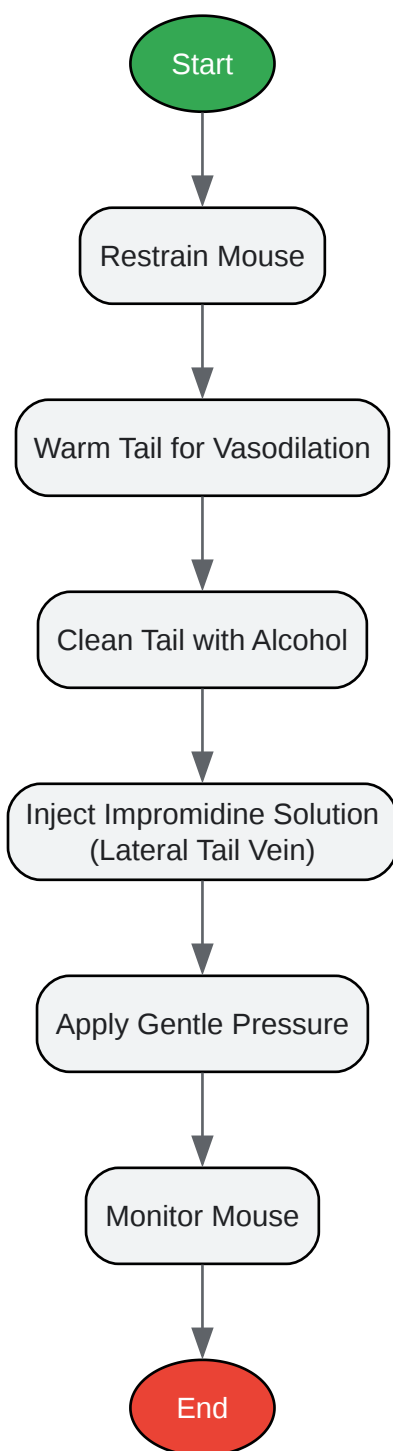 Start
Restrain Mouse
Warm Tail for Vasodilation
Clean Tail with Alcohol
Inject Impromidine Solution
(Lateral Tail Vein)
Apply Gentle Pressure
Monitor Mouse
End